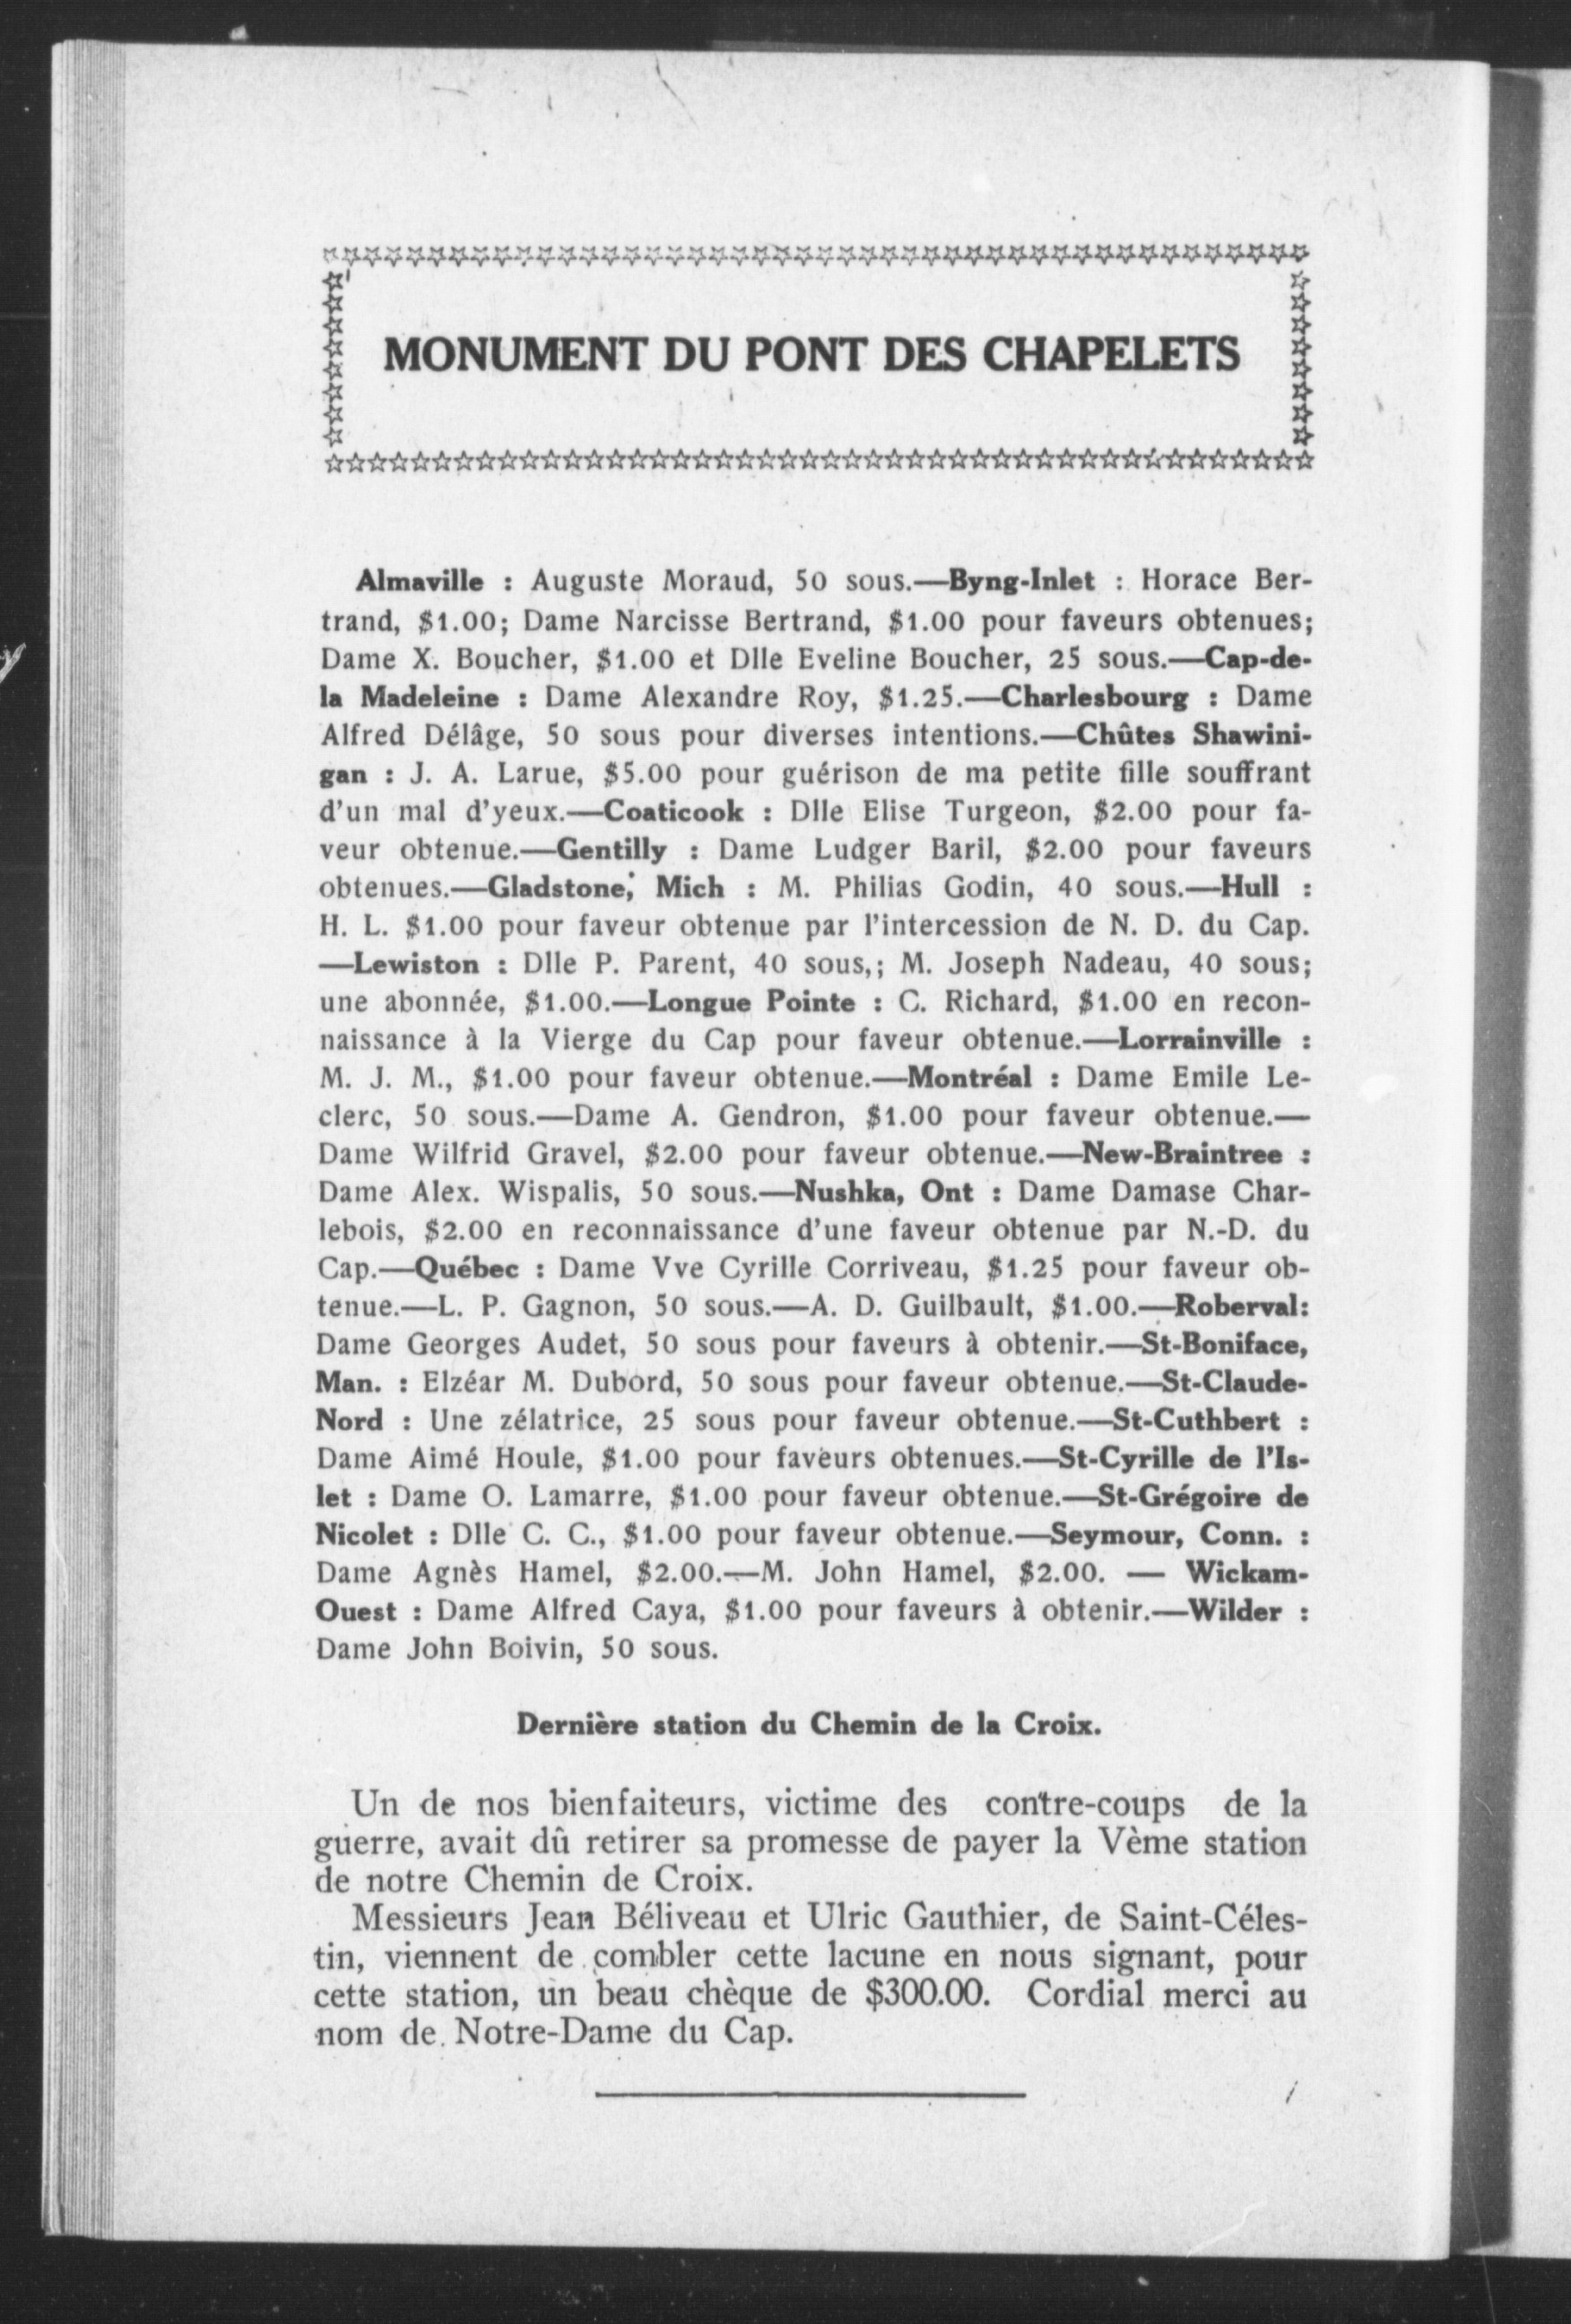 MONUMENT DU PONT DES CHAPELETS
Almaville : Auguste Moraud, 50 sous.—Byng-Inlet : Horace Ber-
trand, $1.00; Dame Narcisse Bertrand, $1.00 pour faveurs obtenues;
Dame X. Boucher, $1.00 et Dlle Eveline Boucher, 25 sous.—Cap-de-
la Madeleine : Dame Alexandre Roy, $1.25.—Charlesbourg : Dame
Alfred Délâge, 50 sous pour diverses intentions.—Chûtes Shawini-
gan : J. A. Larue, $5.00 pour guérison de ma petite fille souffrant
d'un mal d'yeux.—Coaticook : Dlle Elise Turgeon, $2.00 pour fa-
veur obtenue.—Gentilly : Dame Ludger Baril, $2.00 pour faveurs
obtenues.—Gladstone, Mich : M. Philias Godin, 40 sous.—Hull :
H. L. $1.00 pour faveur obtenue par l'intercession de N. D. du Cap.
—Lewiston : Dlle P. Parent, 40 sous,; M. Joseph Nadeau, 40 sous;
une abonnée, $1.00.—Longue Pointe : C. Richard, $1.00 en recon-
naissance à la Vierge du Cap pour faveur obtenue.—Lorrainville :
M. J. M., $1.00 pour faveur obtenue.—Montréal : Dame Emile Le-
clerc, 50 sous.—Dame A. Gendron, $1.00 pour faveur obtenue.—
Dame Wilfrid Gravel, $2.00 pour faveur obtenue.—New-Braintree :
Dame Alex. Wispalis, 50 sous.—Nushka, Ont : Dame Damase Char-
lebois, $2.00 en reconnaissance d'une faveur obtenue par N.-D. du
Cap.—Québec : Dame Vve Cyrille Corriveau, $1.25 pour faveur ob-
tenue.—L. P. Gagnon, 50 sous.—A. D. Guilbault, $1.00.—Roberval:
Dame Georges Audet, 50 sous pour faveurs à obtenir.—St-Boniface,
Man. : Elzéar M. Dubord, 50 sous pour faveur obtenue.—St-Claude-
Nord : Une zélatrice, 25 sous pour faveur obtenue.—St-Cuthbert :
Dame Aimé Houle, $1.00 pour faveurs obtenues.—St-Cyrille de l'Is-
let : Dame O. Lamarre, $1.00 pour faveur obtenue.—St-Grégoire de
Nicolet : Dlle C. C., $1.00 pour faveur obtenue.—Seymour, Conn. :
Dame Agnès Hamel, $2.00.—M. John Hamel, $2.00. — Wickam-
Ouest : Dame Alfred Caya, $1.00 pour faveurs à obtenir.—Wilder :
Dame John Boivin, 50 sous.
Dernière station du Chemin de la Croix.
Un de nos bienfaiteurs, victime des contre-coups de la
guerre, avait dû retirer sa promesse de payer la Vème station
de notre Chemin de Croix.
Messieurs Jean Béliveau et Ulric Gauthier, de Saint-Céles-
tin, viennent de combler cette lacune en nous signant, pour
cette station, un beau chèque de $300.00. Cordial merci au
nom de Notre-Dame du Cap.